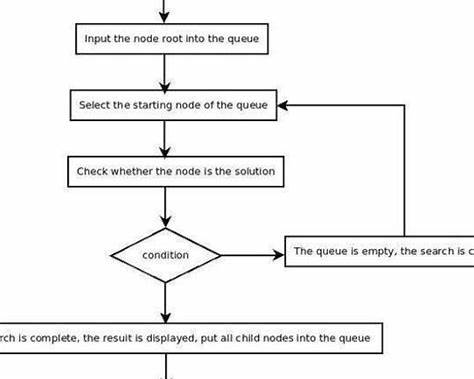 Input the node root into the queue
Select the starting node of the queue
Check whether the node is the solution
condition
The queue is empty, the search is c
rch is complete, the result is displayed, put all child nodes into the queue